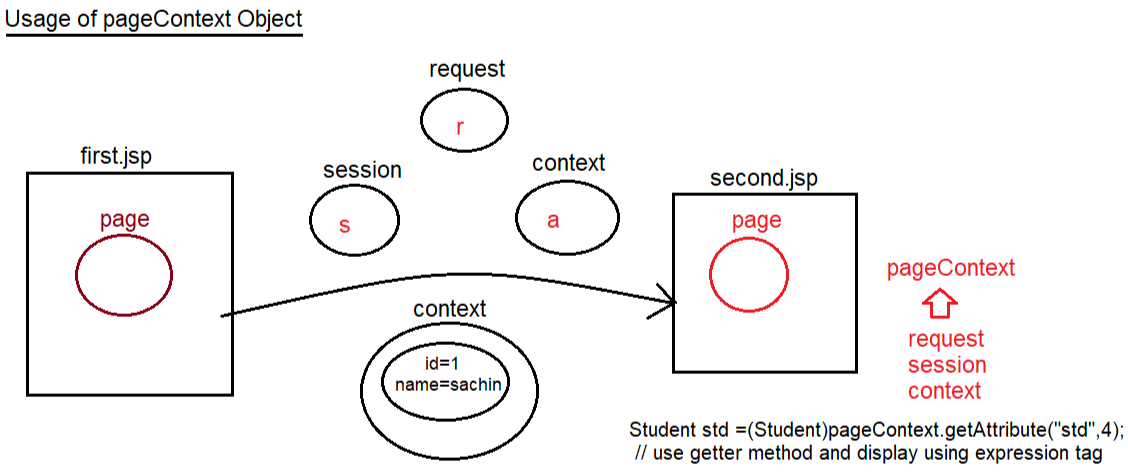 Usage of pageContext Object
request
r
first.jsp
session
s
context
a
second.jsp
page
page
pageContext
context
id=1
name=sachin
request
session
context
Student std =(Student)pageContext.getAttribute("std",4);
// use getter method and display using expression tag